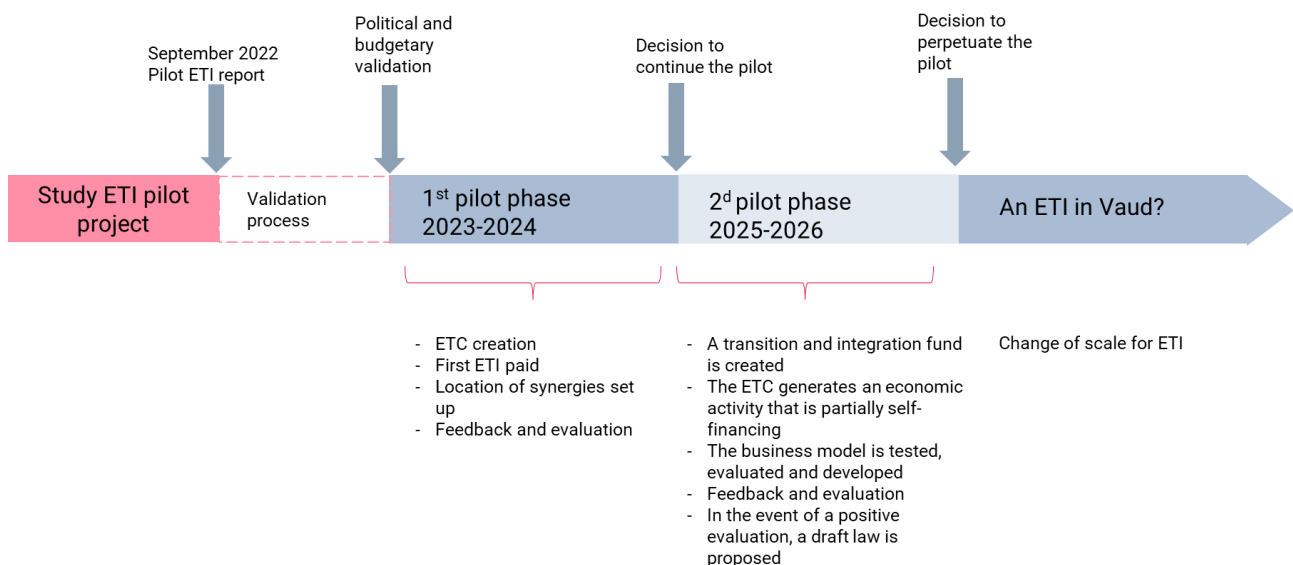 September 2022
Pilot ETI report
Political and
budgetary
validation
Decision to
continue the pilot
Decision to
perpetuate the
pilot
Study ETI pilot
project
Validation
process
1st pilot phase
2023-2024
2d pilot phase
2025-2026
An ETI in Vaud?
- ETC creation
- First ETI paid
- Location of synergies set
up
- Feedback and evaluation
- A transition and integration fund
is created
- The ETC generates an economic
activity that is partially self-
financing
- The business model is tested,
evaluated and developed
- Feedback and evaluation
- In the event of a positive
evaluation, a draft law is
proposed
Change of scale for ETI